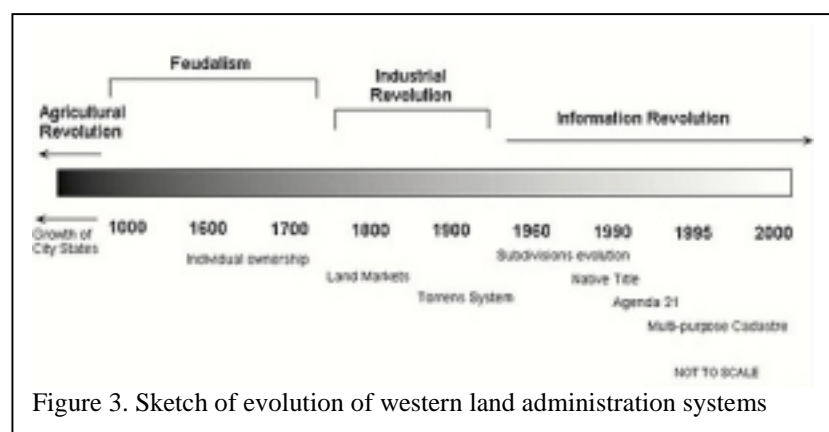 Feudalism
Industrial
Revolution
Agricultural
Revolution
Information Revolution
Growth of
City States
1000 1600 1700 1800 1900 1960 1990 1995 2000
Individual ownership
Subdivisions evolution
Land Markets
Native Title
Torrens System
Agenda 21
Multi-purpose Cadastre
NOT TO SCALE
Figure 3. Sketch of evolution of western land administration systems